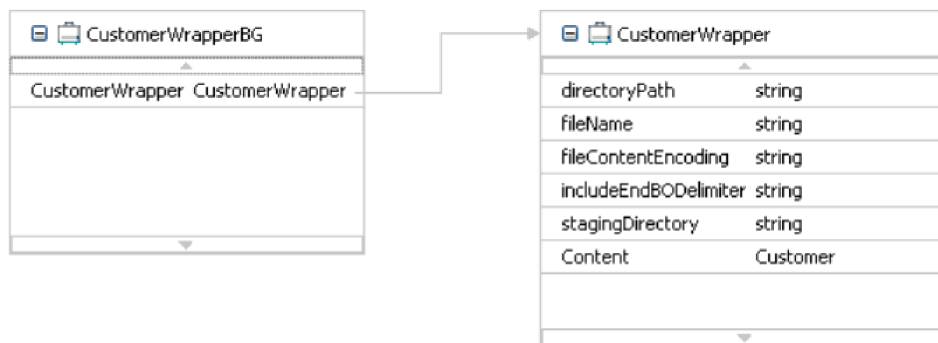 CustomerWrapperBG
CustomerWrapper CustomerWrapper
CustomerWrapper
directoryPath string
fileName string
fileContentEncoding string
includeEndBODelimiter string
stagingDirectory string
Content Customer